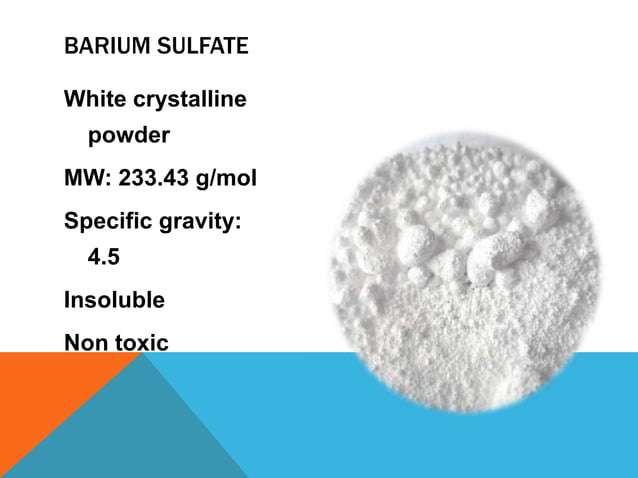 BARIUM SULFATE
White crystalline
powder
MW: 233.43 g/mol
Specific gravity:
4.5
Insoluble
Non toxic